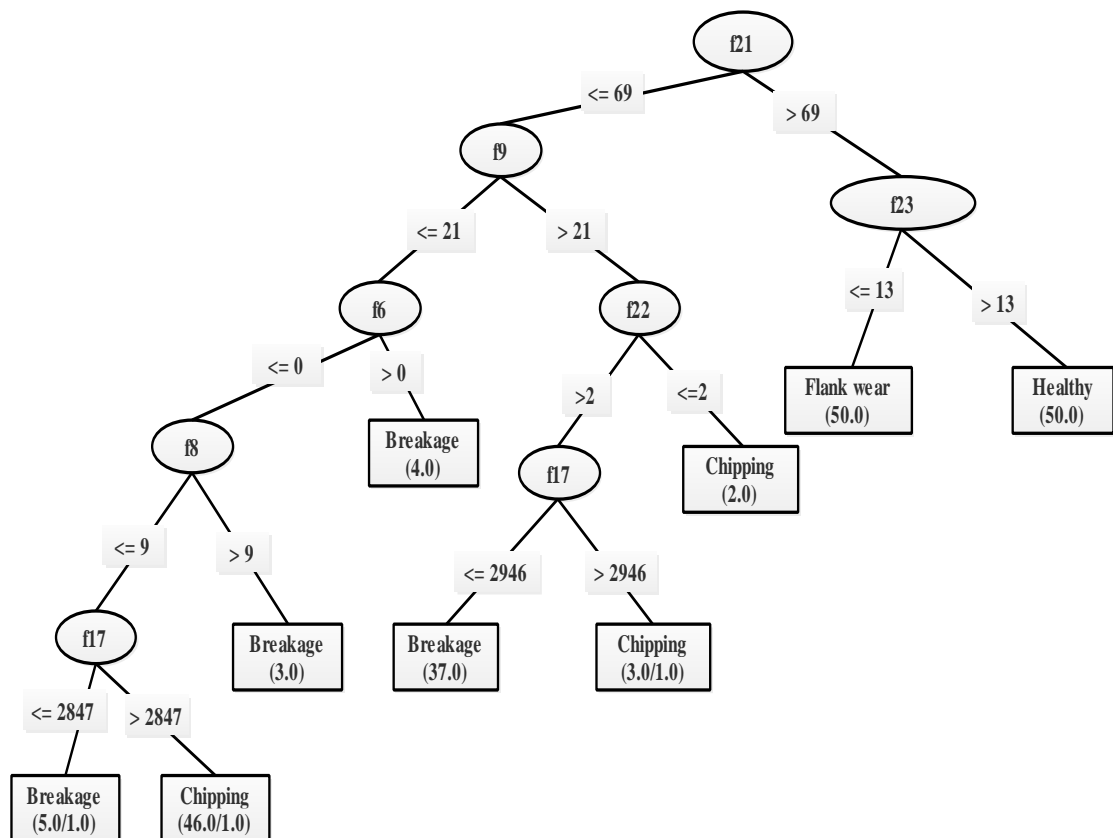 f21
<= 69
> 69
f9
f23
<= 21
> 21
<= 13
> 13
f6
f22
<= 0
> 0
>2
<=2
Flank wear
(50.0)
Healthy
(50.0)
f8
Breakage
(4.0)
f17
Chipping
(2.0)
<= 9
> 9
<= 2946
> 2946
f17
Breakage
(3.0)
Breakage
(37.0)
Chipping
(3.0/1.0)
<= 2847
> 2847
Breakage
(5.0/1.0)
Chipping
(46.0/1.0)